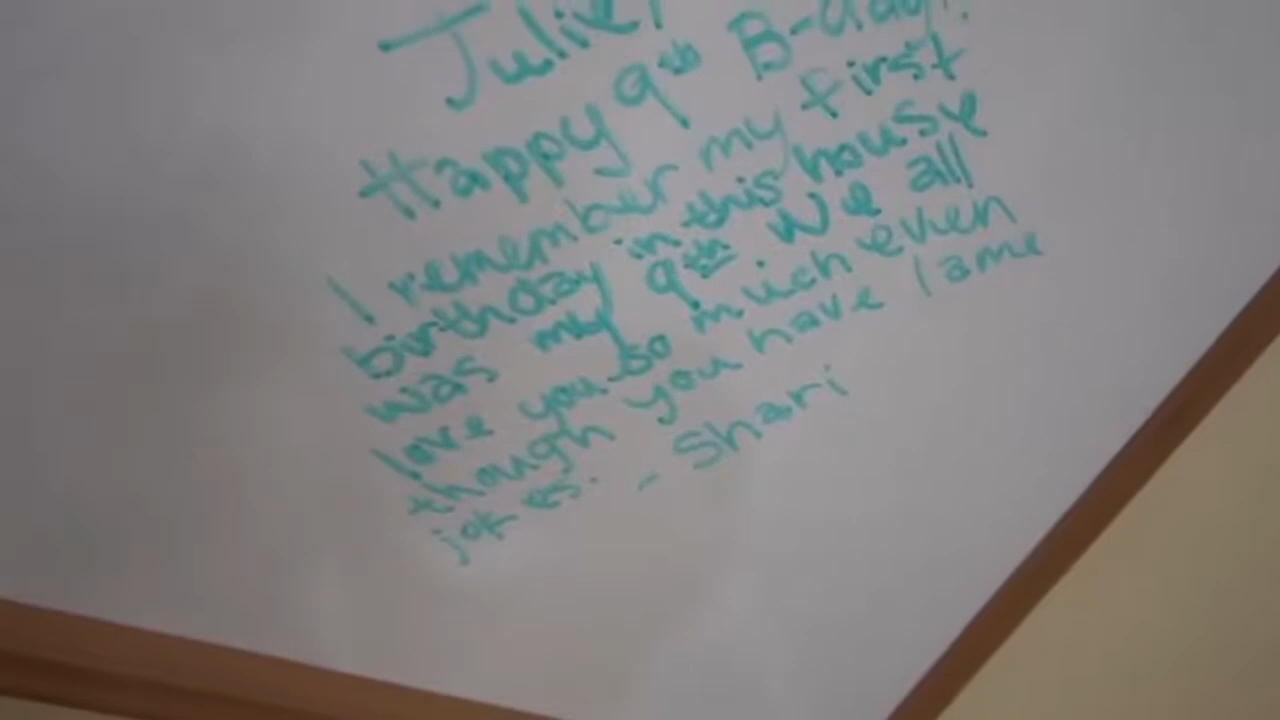 Julie!
Happy 9th B-day!
I remember my first
birthday in this house
was my 9th. We all
love you so much even
though you have lame
jokes. - Shari